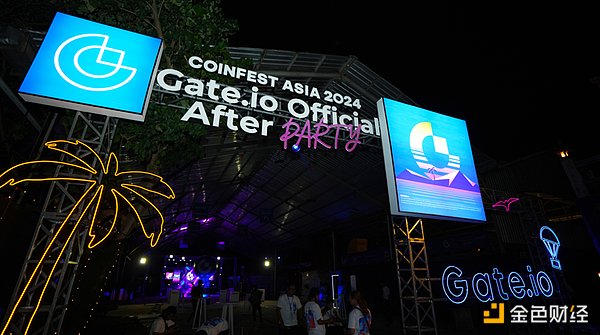 COINFEST ASIA 2024
Gate.io Official
After PARTY
Gate.io
金色财经